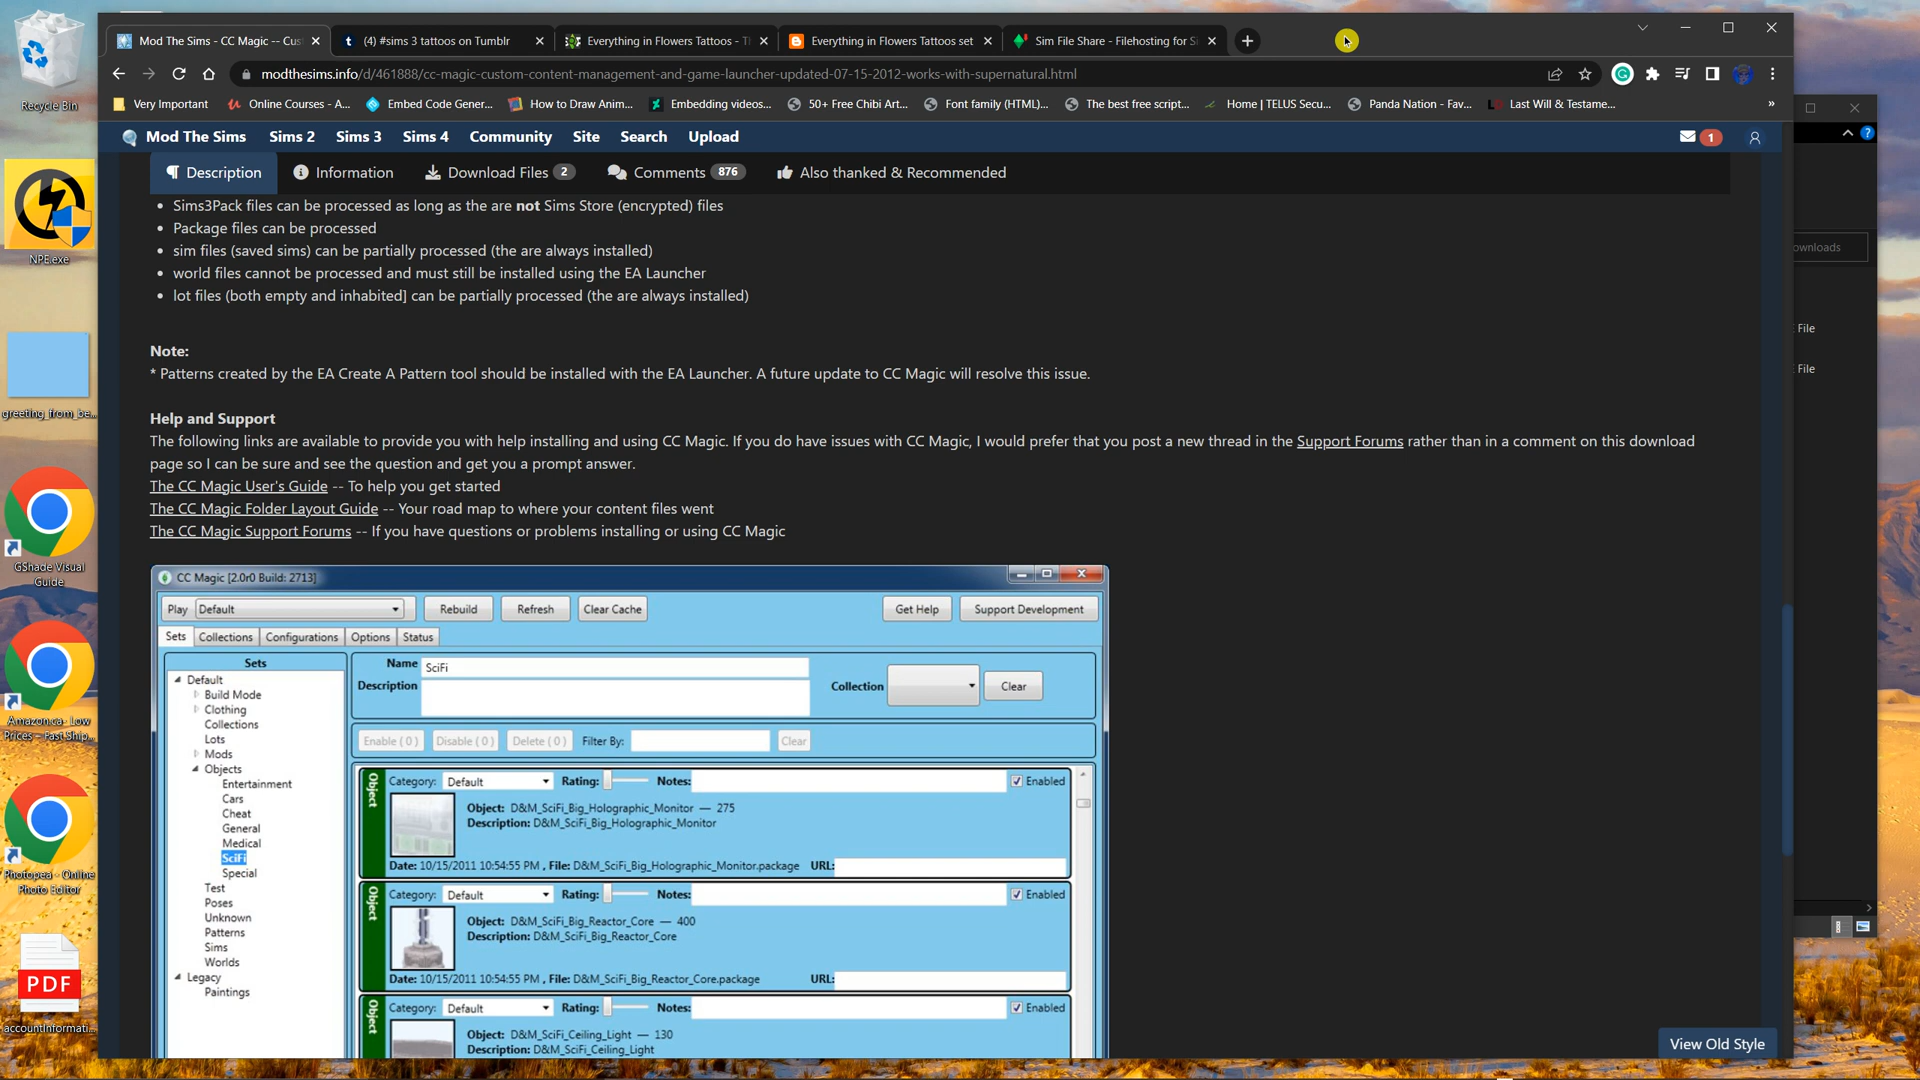 Mod The Sims - CC Magic -- Cus
(4) #sims 3 tattoos on Tumblr
Everything in Flowers Tattoos - T
Everything in Flowers Tattoos set
Sim File Share - Filehosting for S
modthesims.info/d/461888/cc-magic-custom-content-management-and-game-launcher-updated-07-15-2012-works-with-supernatural.html
Very Important
Online Courses - A...
Embed Code Gener...
How to Draw Anim...
Embedding videos...
50+ Free Chibi Art...
Font family (HTML)...
The best free script...
Home | TELUS Secu...
Panda Nation - Fav...
Last Will & Testame...
»
Mod The Sims Sims 2 Sims 3 Sims 4 Community Site Search Upload
1
Description
Information
Download Files 2
Comments 876
Also thanked & Recommended
• Sims3Pack files can be processed as long as the are not Sims Store (encrypted) files
• Package files can be processed
• sim files (saved sims) can be partially processed (the are always installed)
• world files cannot be processed and must still be installed using the EA Launcher
• lot files (both empty and inhabited] can be partially processed (the are always installed)
Note:
* Patterns created by the EA Create A Pattern tool should be installed with the EA Launcher. A future update to CC Magic will resolve this issue.
Help and Support
The following links are available to provide you with help installing and using CC Magic. If you do have issues with CC Magic, I would prefer that you post a new thread in the Support Forums rather than in a comment on this download
page so I can be sure and see the question and get you a prompt answer.
The CC Magic User's Guide -- To help you get started
The CC Magic Folder Layout Guide -- Your road map to where your content files went
The CC Magic Support Forums -- If you have questions or problems installing or using CC Magic
CC Magic [2.0r0 Build: 2713]
Play Default Rebuild Refresh Clear Cache Get Help Support Development
Sets Collections Configurations Options Status
Sets
Default
Build Mode
Clothing
Collections
Lots
Mods
Objects
Entertainment
Cars
Cheat
General
Medical
SciFi
Special
Test
Poses
Unknown
Patterns
Sims
Worlds
Legacy
Paintings
Name SciFi
Description
Collection Clear
Enable ( 0 ) Disable ( 0 ) Delete ( 0 ) Filter By: Clear
Object
Category: Default Rating: Notes: Enabled
Object: D&M_SciFi_Big_Holographic_Monitor — 275
Description: D&M_SciFi_Big_Holographic_Monitor
Date: 10/15/2011 10:54:55 PM , File: D&M_SciFi_Big_Holographic_Monitor.package URL:
Object
Category: Default Rating: Notes: Enabled
Object: D&M_SciFi_Big_Reactor_Core — 400
Description: D&M_SciFi_Big_Reactor_Core
Date: 10/15/2011 10:54:55 PM , File: D&M_SciFi_Big_Reactor_Core.package URL:
Object
Category: Default Rating: Notes: Enabled
Object: D&M_SciFi_Ceiling_Light — 130
Description: D&M_SciFi_Ceiling_Light
View Old Style
ownloads
File
File
Recycle Bin
NPE.exe
greeting_from_be...
GShade Visual
Guide
Amazon.ca- Low
Prices – Fast Ship...
Photopea - Online
Photo Editor
PDF
accountInformati...